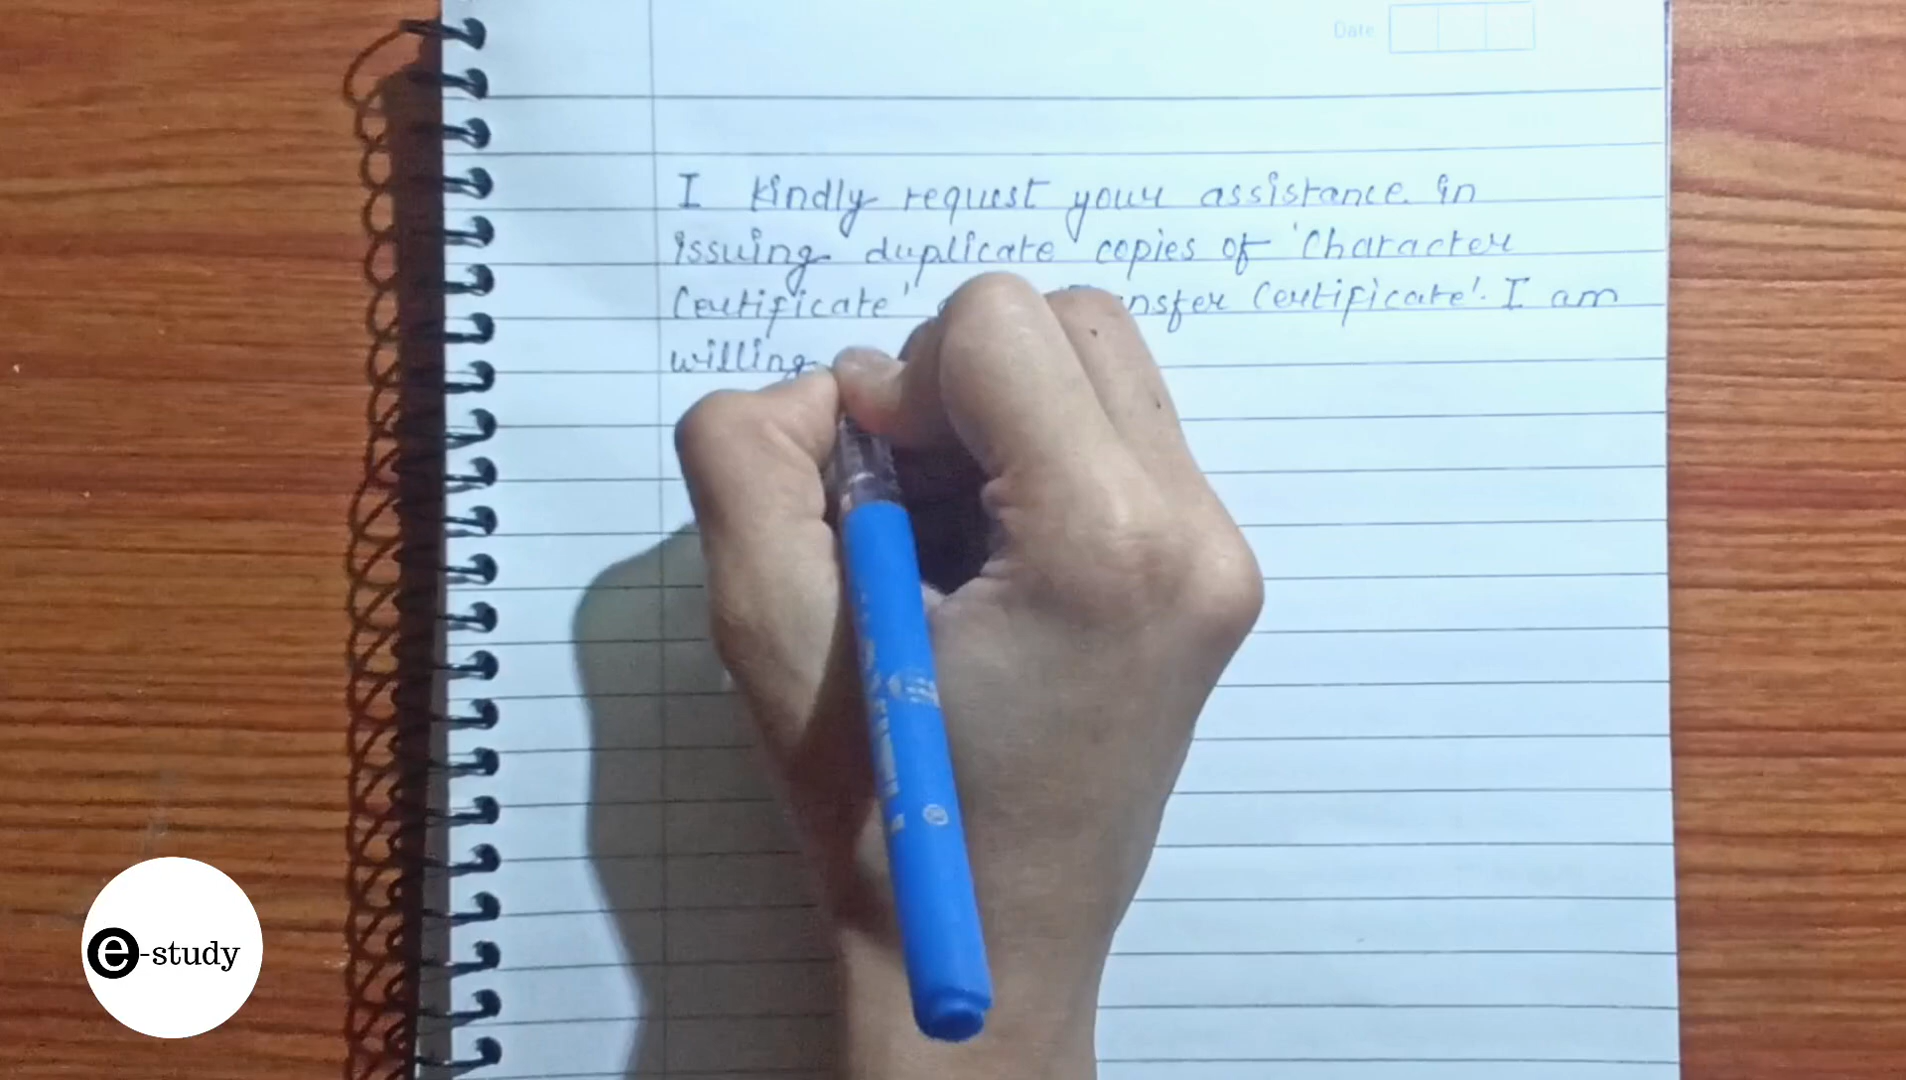 Date
I kindly request your assistance in
issuing duplicate copies of 'Character
Certificate' Certificate'. I am
willing
e-study